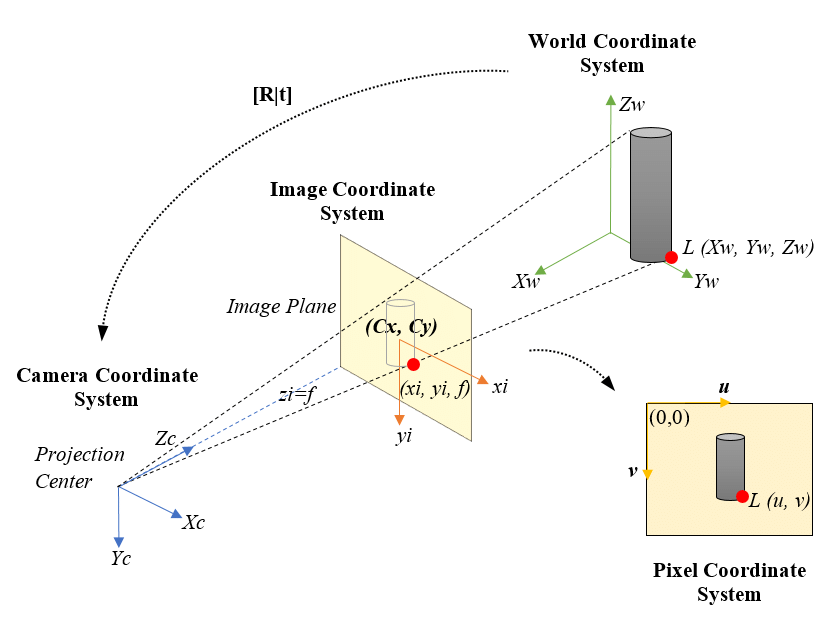 World Coordinate
System
[R|t]
Zw
Image Coordinate
System
L (Xw, Yw, Zw)
Xw
Yw
Image Plane
(Cx, Cy)
Camera Coordinate
System
zi=f
(xi, yi, f)
xi
yi
u
(0,0)
v
L (u, v)
Zc
Projection
Center
Xc
Yc
Pixel Coordinate
System